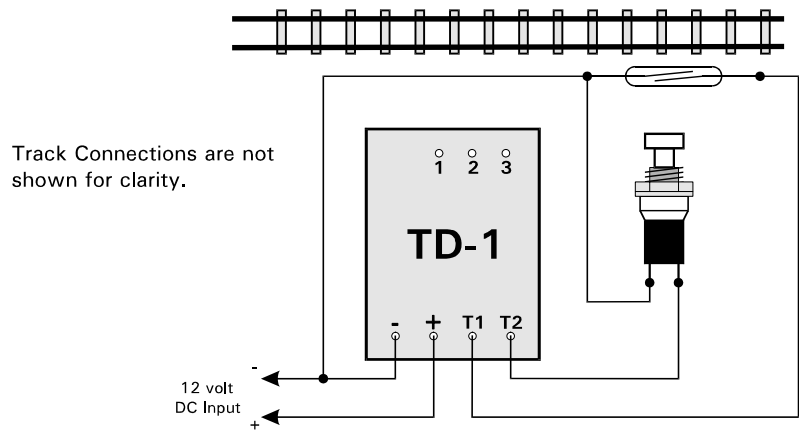 Track Connections are not
shown for clarity.
1 2 3
TD-1
- + T1 T2
-
12 volt
DC Input
+